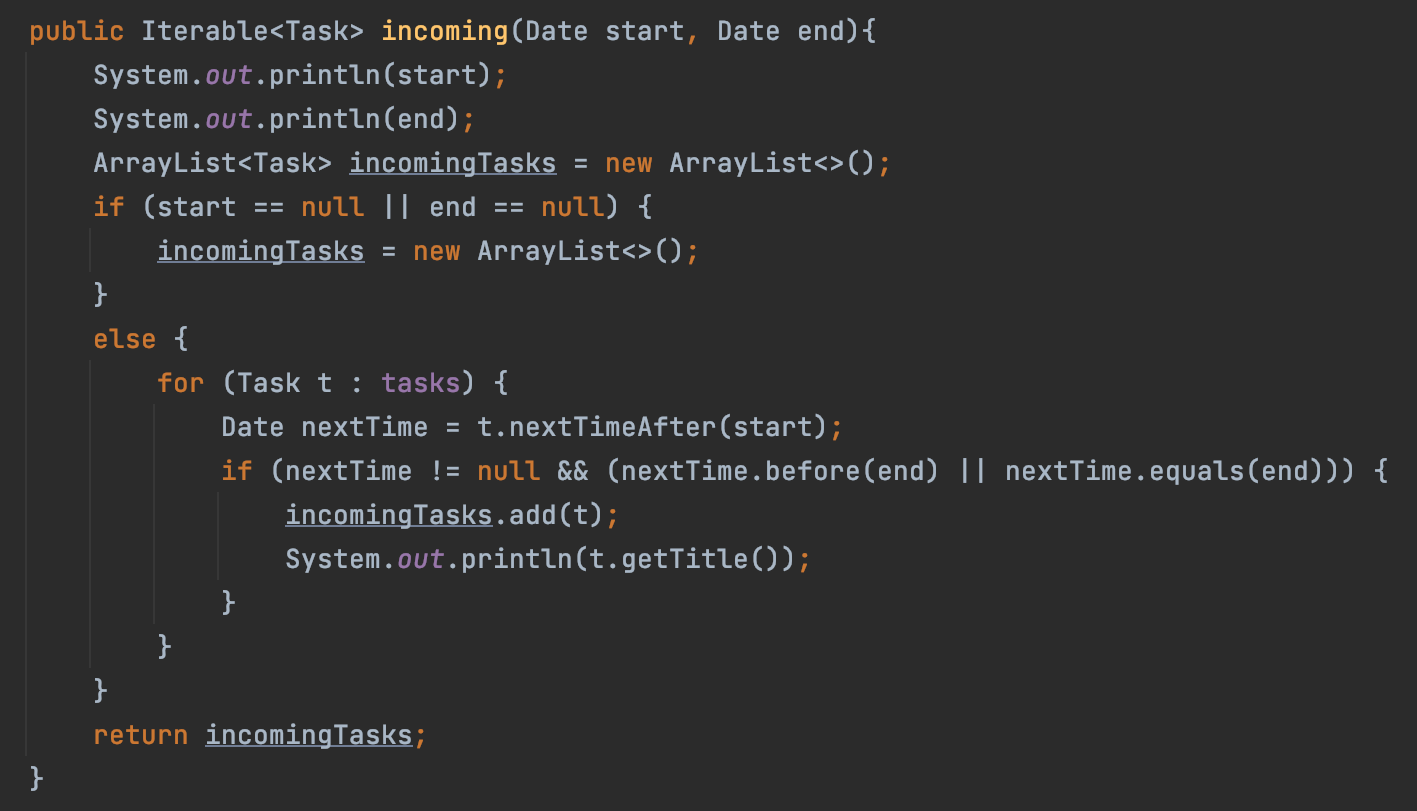 public Iterable<Task> incoming(Date start, Date end){
    System.out.println(start);
    System.out.println(end);
    ArrayList<Task> incomingTasks = new ArrayList<>();
    if (start == null || end == null) {
        incomingTasks = new ArrayList<>();
    }
    else {
        for (Task t : tasks) {
            Date nextTime = t.nextTimeAfter(start);
            if (nextTime != null && (nextTime.before(end) || nextTime.equals(end))) {
                incomingTasks.add(t);
                System.out.println(t.getTitle());
            }
        }
    }
    return incomingTasks;
}